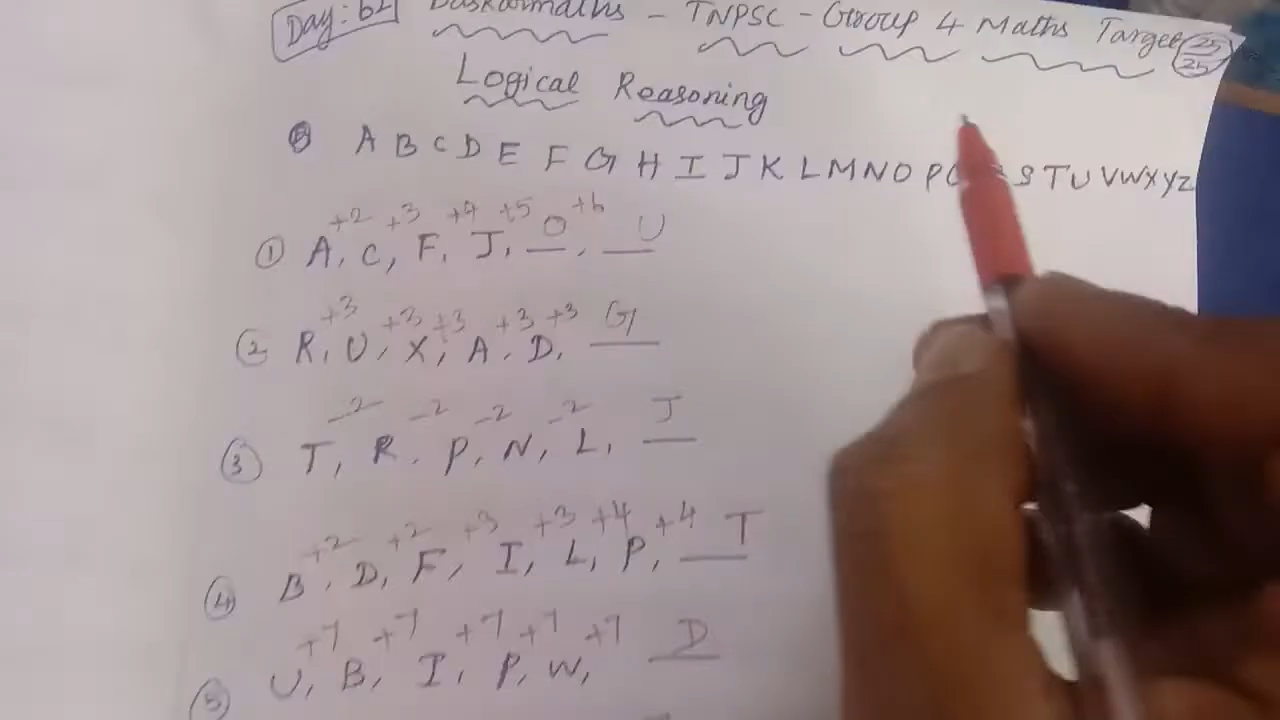 Day: 62 Baskarmaths - TNPSC - Group 4 Maths Target 25/25
Logical Reasoning
A B C D E F G H I J K L M N O P S T U V W X Y Z
+2 +3 +4 +5 +6
① A, C, F, J, O, U
+3 +3 +3 +3 +3
② R, U, X, A, D, G
-2 -2 -2 -2
③ T, R, P, N, L, J
+2 +2 +3 +3 +4 +4
④ B, D, F, I, L, P, T
+7 +7 +7 +7 +7
⑤ U, B, I, P, W, D